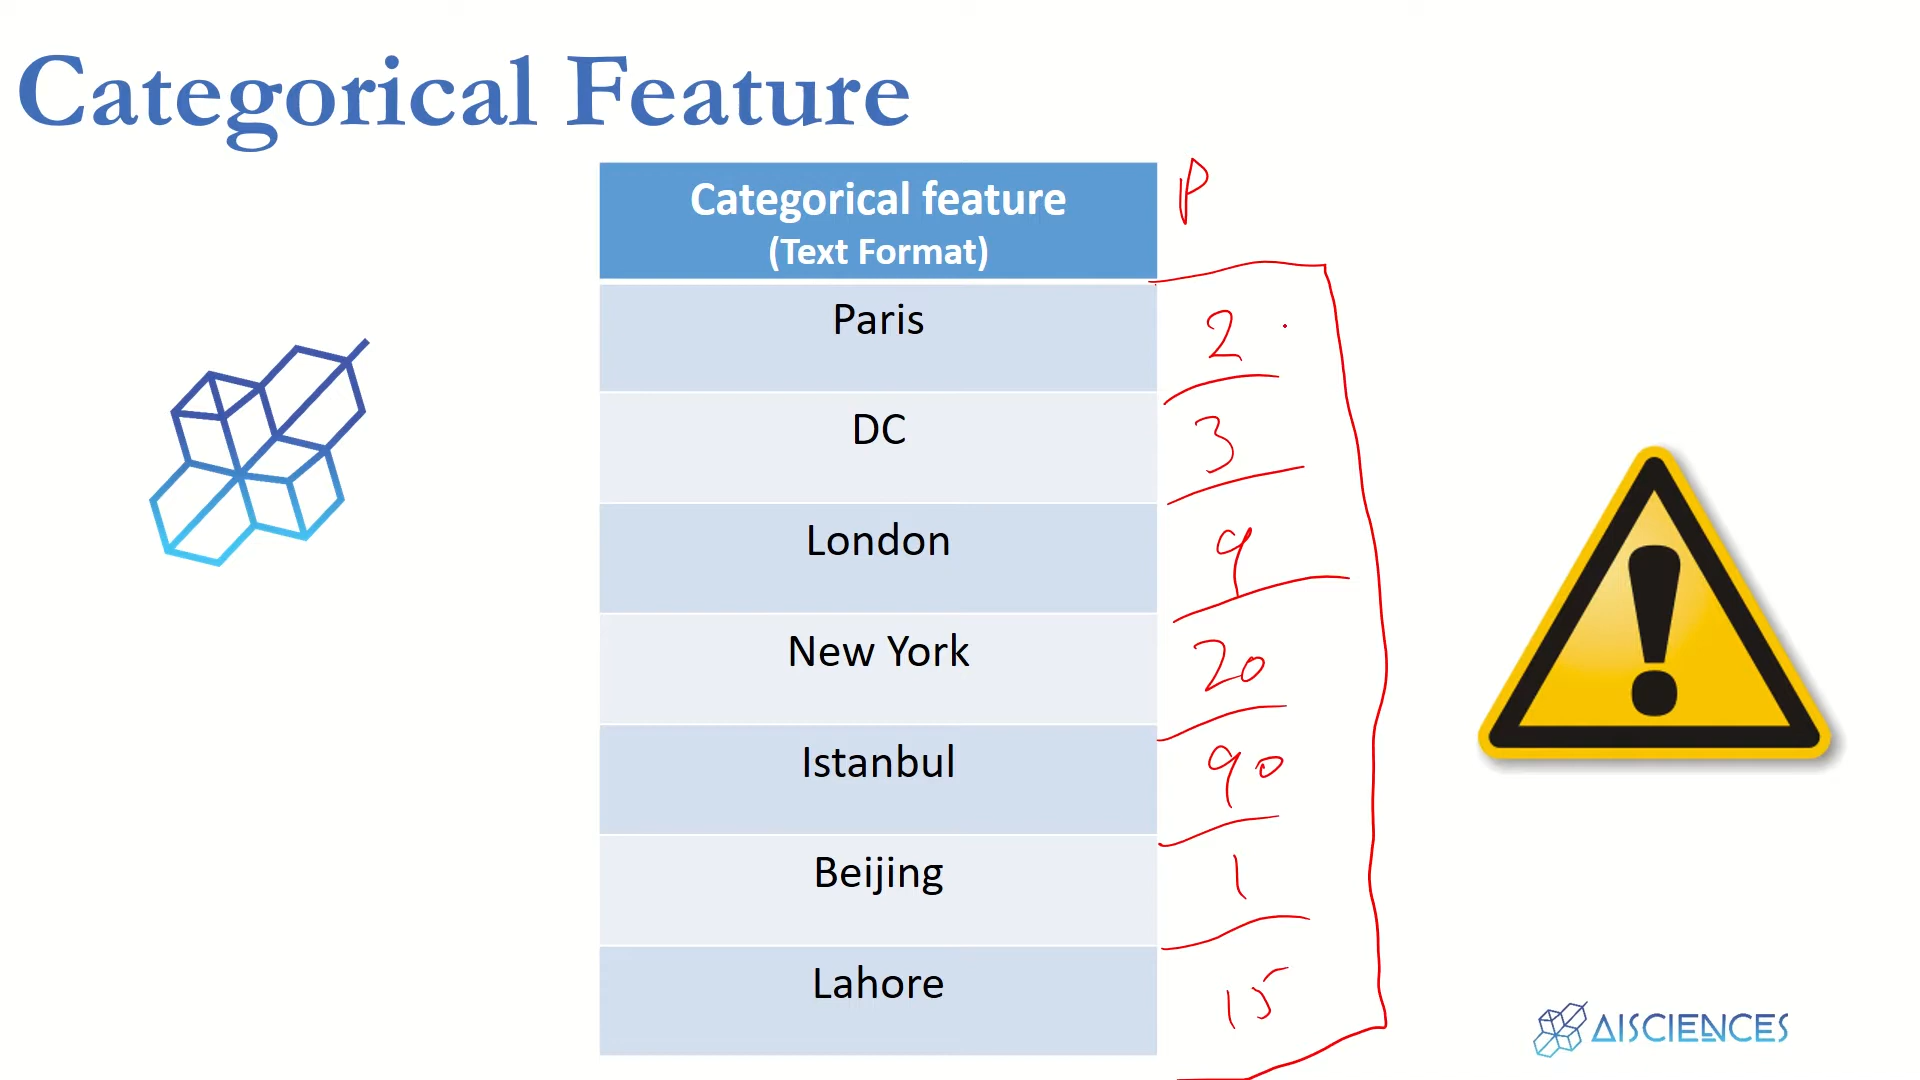 Categorical Feature
Categorical feature P
(Text Format)
Paris 2
DC 3
London 9
New York 20
Istanbul 90
Beijing 1
Lahore 15
AISCIENCES